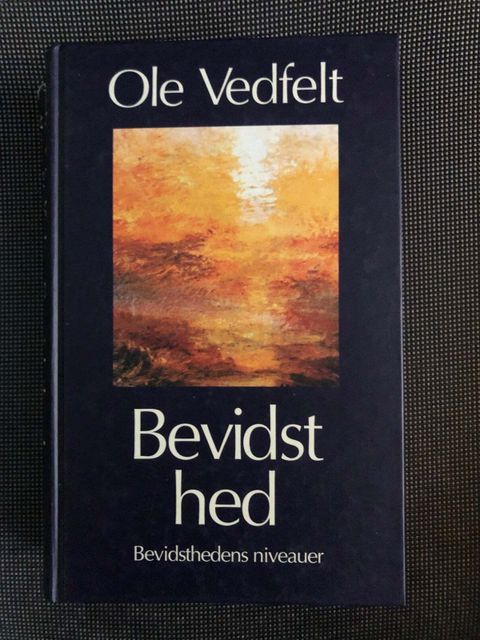 Ole Vedfelt
Bevidst
hed
Bevidsthedens niveauer